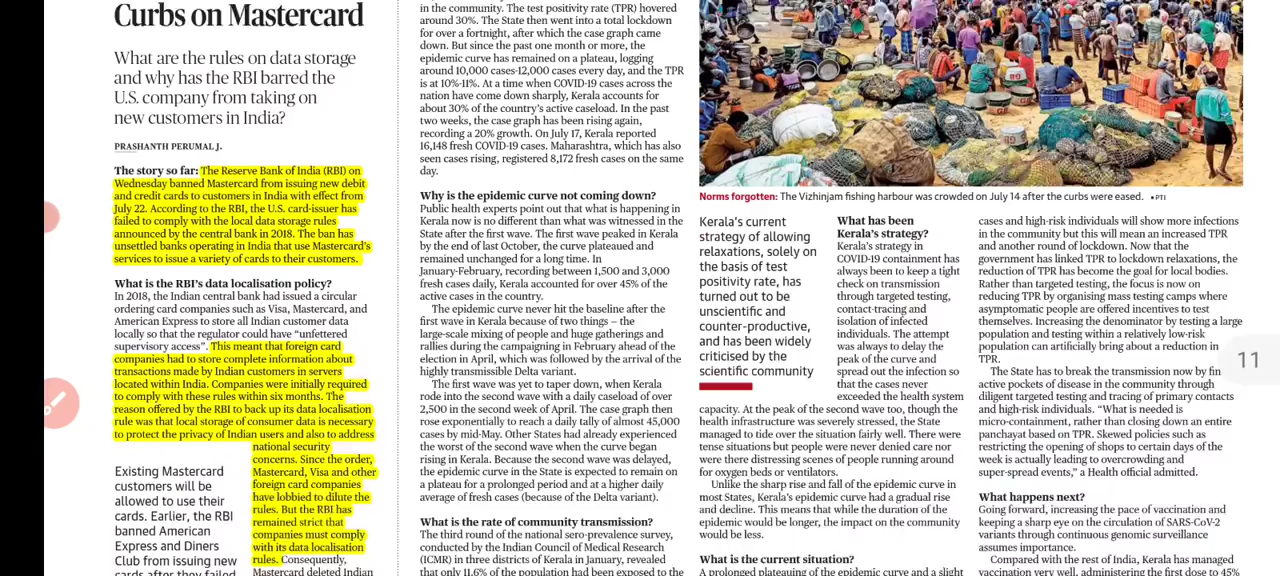 Curbs on Mastercard
What are the rules on data storage
and why has the RBI barred the
U.S. company from taking on
new customers in India?
PRASHANTH PERUMAL J.
The story so far: The Reserve Bank of India (RBI) on
Wednesday banned Mastercard from issuing new debit
and credit cards to customers in India with effect from
July 22. According to the RBI, the U.S. card-issuer has
failed to comply with the local data storage rules
announced by the central bank in 2018. The ban has
unsettled banks operating in India that use Mastercard's
services to issue a variety of cards to their customers.
What is the RBI's data localisation policy?
In 2018, the Indian central bank had issued a circular
ordering card companies such as Visa, Mastercard, and
American Express to store all Indian customer data
locally so that the regulator could have “unfettered
supervisory access”. This meant that foreign card
companies had to store complete information about
transactions made by Indian customers in servers
located within India. Companies were initially required
to comply with these rules within six months. The
reason offered by the RBI to back up its data localisation
rule was that local storage of consumer data is necessary
to protect the privacy of Indian users and also to address
national security
concerns. Since the order,
Mastercard, Visa and other
foreign card companies
have lobbied to dilute the
rules. But the RBI has
remained strict that
companies must comply
with its data localisation
rules. Consequently,
Mastercard deleted Indian
Existing Mastercard
customers will be
allowed to use their
cards. Earlier, the RBI
banned American
Express and Diners
Club from issuing new
cards after they failed
in the community. The test positivity rate (TPR) hovered
around 30%. The State then went into a total lockdown
for over a fortnight, after which the case graph came
down. But since the past one month or more, the
epidemic curve has remained on a plateau, logging
around 10,000 cases-12,000 cases every day, and the TPR
is at 10%-11%. At a time when COVID-19 cases across the
nation have come down sharply, Kerala accounts for
about 30% of the country's active caseload. In the past
two weeks, the case graph has been rising again,
recording a 20% growth. On July 17, Kerala reported
16,148 fresh COVID-19 cases. Maharashtra, which has also
seen cases rising, registered 8,172 fresh cases on the same
day.
Why is the epidemic curve not coming down?
Public health experts point out that what is happening in
Kerala now is no different than what was witnessed in the
State after the first wave. The first wave peaked in Kerala
by the end of last October, the curve plateaued and
remained unchanged for a long time. In
January-February, recording between 1,500 and 3,000
fresh cases daily, Kerala accounted for over 45% of the
active cases in the country.
The epidemic curve never hit the baseline after the
first wave in Kerala because of two things – the
large-scale mixing of people and huge gatherings and
rallies during the campaigning in February ahead of the
election in April, which was followed by the arrival of the
highly transmissible Delta variant.
The first wave was yet to taper down, when Kerala
rode into the second wave with a daily caseload of over
2,500 in the second week of April. The case graph then
rose exponentially to reach a daily tally of almost 45,000
cases by mid-May. Other States had already experienced
the worst of the second wave when the curve began
rising in Kerala. Because the second wave was delayed,
the epidemic curve in the State is expected to remain on
a plateau for a prolonged period and at a higher daily
average of fresh cases (because of the Delta variant).
What is the rate of community transmission?
The third round of the national sero-prevalence survey,
conducted by the Indian Council of Medical Research
(ICMR) in three districts of Kerala in January, revealed
that only 11.6% of the population had been exposed to the
Norms forgotten: The Vizhinjam fishing harbour was crowded on July 14 after the curbs were eased. •PTI
Kerala's current
strategy of allowing
relaxations, solely on
the basis of test
positivity rate, has
turned out to be
unscientific and
counter-productive,
and has been widely
criticised by the
scientific community
What has been
Kerala's strategy?
Kerala's strategy in
COVID-19 containment has
always been to keep a tight
check on transmission
through targeted testing,
contact-tracing and
isolation of infected
individuals. The attempt
was always to delay the
peak of the curve and
spread out the infection so
that the cases never
exceeded the health system
capacity. At the peak of the second wave too, though the
health infrastructure was severely stressed, the State
managed to tide over the situation fairly well. There were
tense situations but people were never denied care nor
were there distressing scenes of people running around
for oxygen beds or ventilators.
Unlike the sharp rise and fall of the epidemic curve in
most States, Kerala's epidemic curve had a gradual rise
and decline. This means that while the duration of the
epidemic would be longer, the impact on the community
would be less.
What is the current situation?
A prolonged plateauing of the epidemic curve and a slight
cases and high-risk individuals will show more infections
in the community but this will mean an increased TPR
and another round of lockdown. Now that the
government has linked TPR to lockdown relaxations, the
reduction of TPR has become the goal for local bodies.
Rather than targeted testing, the focus is now on
reducing TPR by organising mass testing camps where
asymptomatic people are offered incentives to test
themselves. Increasing the denominator by testing a large
population and testing within a relatively low-risk
population can artificially bring about a reduction in
TPR.
The State has to break the transmission now by fin
active pockets of disease in the community through
diligent targeted testing and tracing of primary contacts
and high-risk individuals. “What is needed is
micro-containment, rather than closing down an entire
panchayat based on TPR. Skewed policies such as
restricting the opening of shops to certain days of the
week is actually leading to overcrowding and
super-spread events,” a Health official admitted.
What happens next?
Going forward, increasing the pace of vaccination and
keeping a sharp eye on the circulation of SARS-CoV-2
variants through continuous genomic surveillance
assumes importance.
Compared with the rest of India, Kerala has managed
vaccination very well, administering the first dose to 45%
11